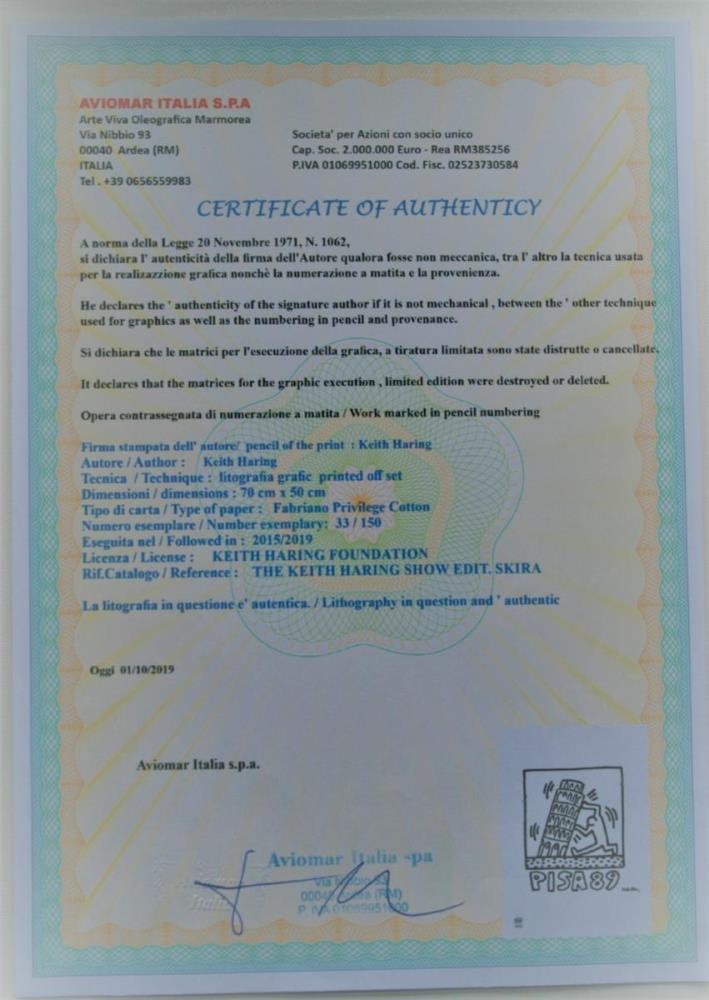 AVIOMAR ITALIA S.P.A
Arte Viva Oleografica Marmorea
Via Nibbio 93
00040 Ardea (RM)
ITALIA
Tel . +39 0656559983
Societa' per Azioni con socio unico
Cap. Soc. 2.000.000 Euro - Rea RM385256
P.IVA 01069951000 Cod. Fisc. 02523730584
CERTIFICATE OF AUTHENTICY
A norma della Legge 20 Novembre 1971, N. 1062,
si dichiara l' autenticità della firma dell'Autore qualora fosse non meccanica, tra l' altro la tecnica usata
per la realizazzione grafica nonchè la numerazione a matita e la provenienza.
He declares the ' authenticity of the signature author if it is not mechanical , between the ' other technique
used for graphics as well as the numbering in pencil and provenance.
Si dichiara che le matrici per l'esecuzione della grafica, a tiratura limitata sono state distrutte o cancellate.
It declares that the matrices for the graphic execution , limited edition were destroyed or deleted.
Opera contrassegnata di numerazione a matita / Work marked in pencil numbering
Firma stampata dell' autore/ pencil of the print : Keith Haring
Autore / Author : Keith Haring
Tecnica / Technique : litografia grafic printed off set
Dimensioni / dimensions : 70 cm x 50 cm
Tipo di carta / Type of paper : Fabriano Privilege Cotton
Numero esemplare / Number exemplary: 33 / 150
Eseguita nel / Followed in : 2015/2019
Licenza / License : KEITH HARING FOUNDATION
Rif.Catalogo / Reference : THE KEITH HARING SHOW EDIT. SKIRA
La litografia in questione e' autentica. / Lithography in question and ' authentic
Oggi 01/10/2019
Aviomar Italia s.p.a.
Aviomar Italia -spa
Via Nibbio
00040 Ardea (RM)
P. IVA 01069951000
PISA 89